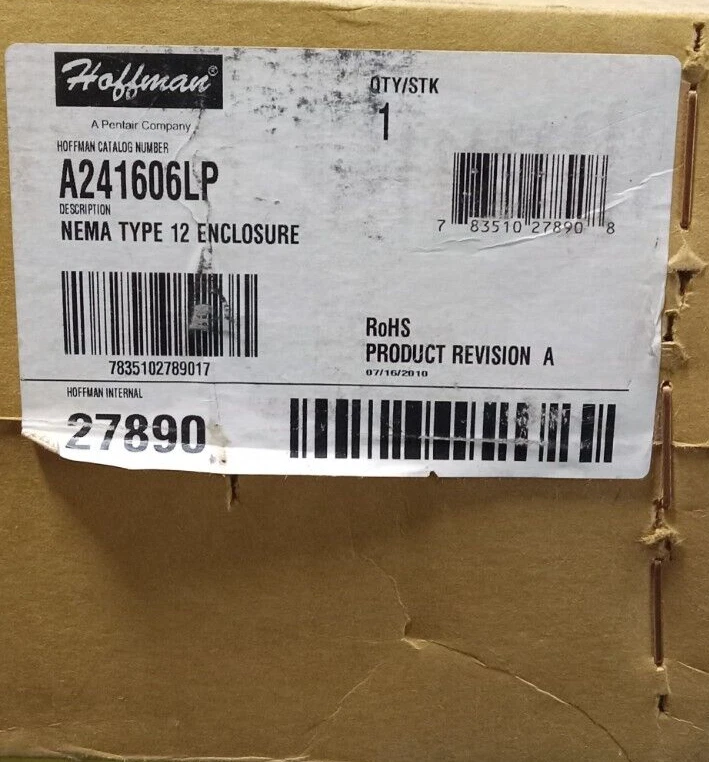 Hoffman®
A Pentair Company
HOFFMAN CATALOG NUMBER
A241606LP
DESCRIPTION
NEMA TYPE 12 ENCLOSURE
7835102789017
QTY/STK
1
7 83510 27890 8
RoHS
PRODUCT REVISION A
07/16/2010
HOFFMAN INTERNAL
27890